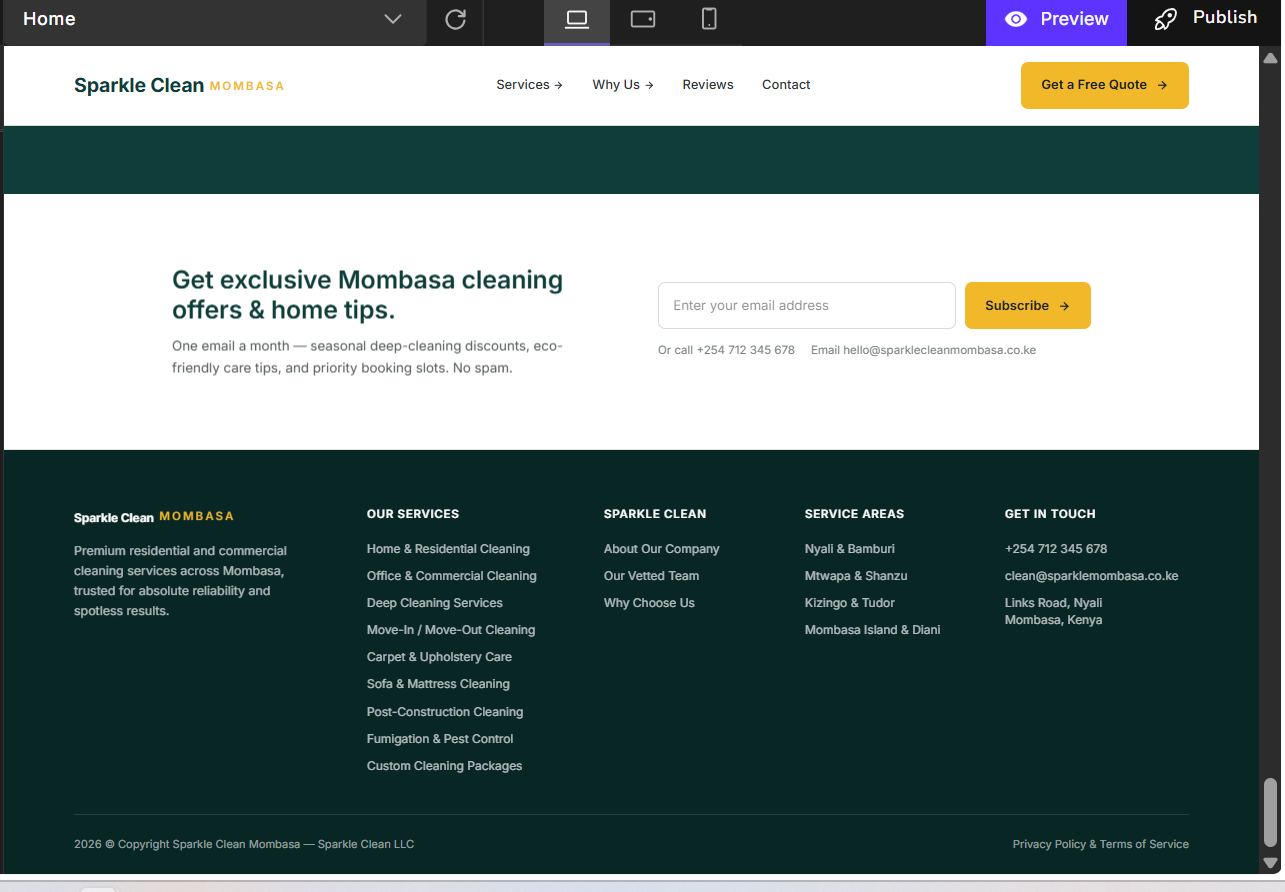 Home
Preview
Publish
Sparkle Clean MOMBASA
Services →
Why Us →
Reviews
Contact
Get a Free Quote →
Get exclusive Mombasa cleaning
offers & home tips.
One email a month — seasonal deep-cleaning discounts, eco-
friendly care tips, and priority booking slots. No spam.
Enter your email address
Subscribe →
Or call +254 712 345 678
Email hello@sparklecleanmombasa.co.ke
Sparkle Clean MOMBASA
Premium residential and commercial
cleaning services across Mombasa,
trusted for absolute reliability and
spotless results.
OUR SERVICES
Home & Residential Cleaning
Office & Commercial Cleaning
Deep Cleaning Services
Move-In / Move-Out Cleaning
Carpet & Upholstery Care
Sofa & Mattress Cleaning
Post-Construction Cleaning
Fumigation & Pest Control
Custom Cleaning Packages
SPARKLE CLEAN
About Our Company
Our Vetted Team
Why Choose Us
SERVICE AREAS
Nyali & Bamburi
Mtwapa & Shanzu
Kizingo & Tudor
Mombasa Island & Diani
GET IN TOUCH
+254 712 345 678
clean@sparklemombasa.co.ke
Links Road, Nyali
Mombasa, Kenya
2026 © Copyright Sparkle Clean Mombasa — Sparkle Clean LLC
Privacy Policy & Terms of Service